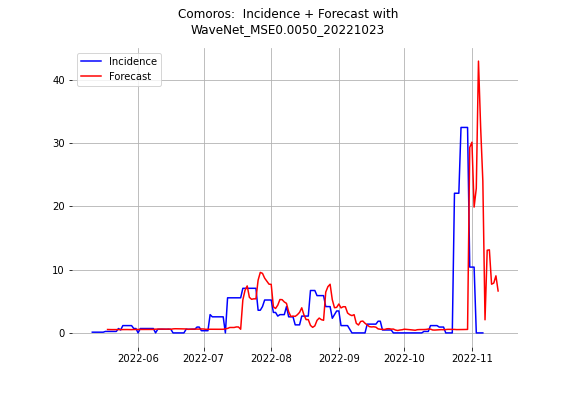 Comoros:  Incidence + Forecast with
WaveNet_MSE0.0050_20221023
Incidence
Forecast
40
30
20
10
0
2022-06
2022-07
2022-08
2022-09
2022-10
2022-11